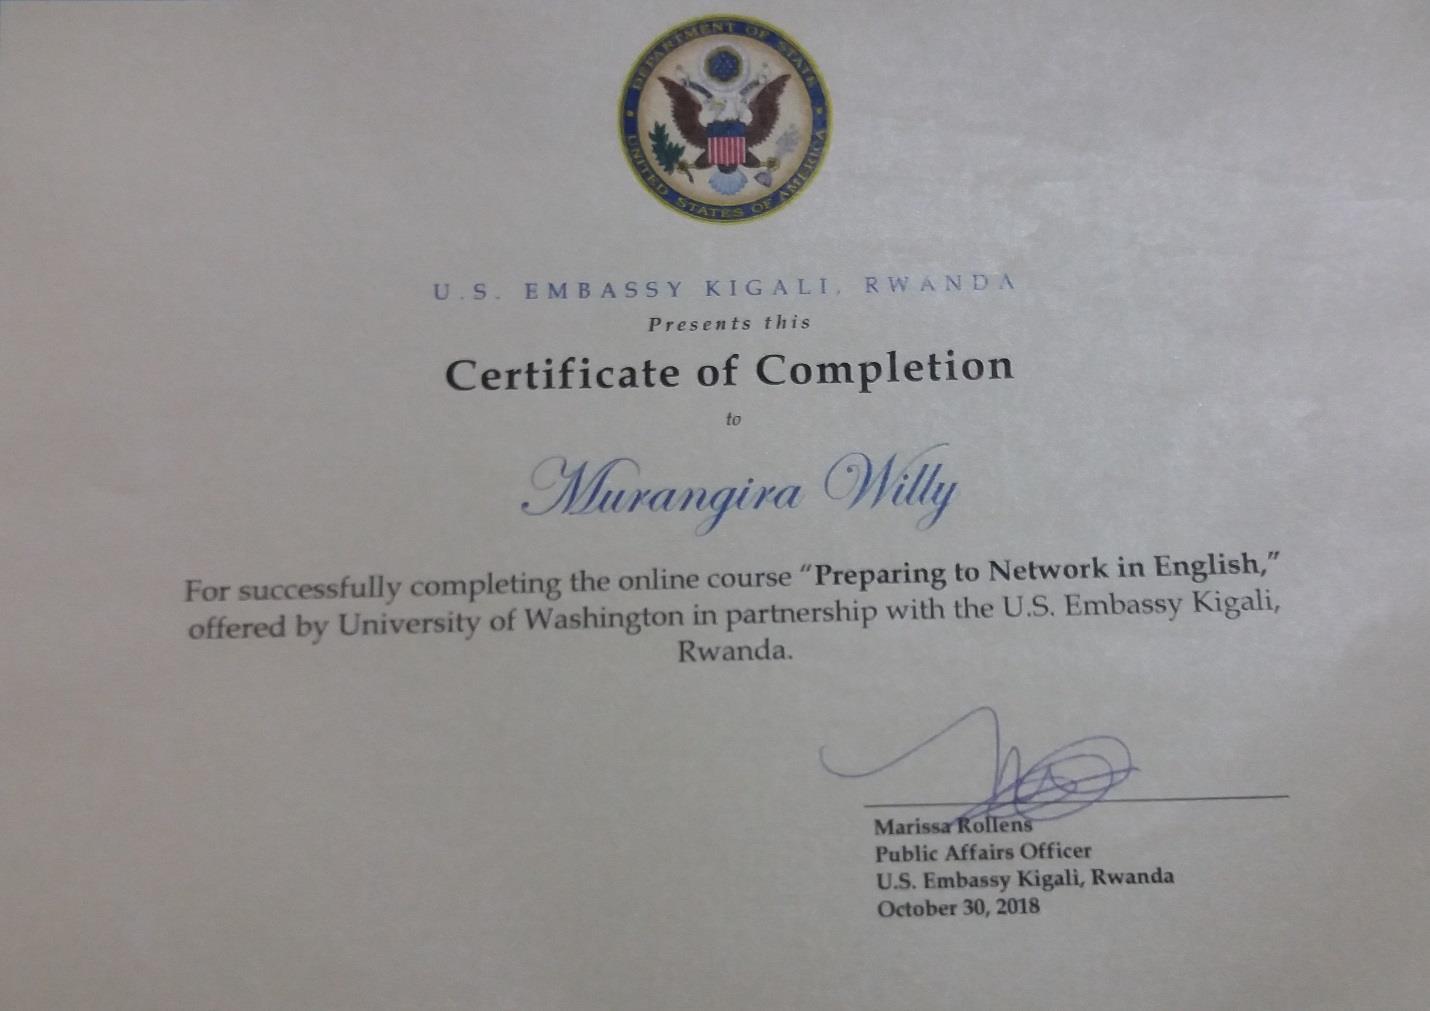 DEPARTMENT OF STATE
UNITED STATES OF AMERICA
U.S. EMBASSY KIGALI, RWANDA
Presents this
Certificate of Completion
to
Murangira Willy
For successfully completing the online course “Preparing to Network in English,”
offered by University of Washington in partnership with the U.S. Embassy Kigali,
Rwanda.
Marissa Rollens
Public Affairs Officer
U.S. Embassy Kigali, Rwanda
October 30, 2018